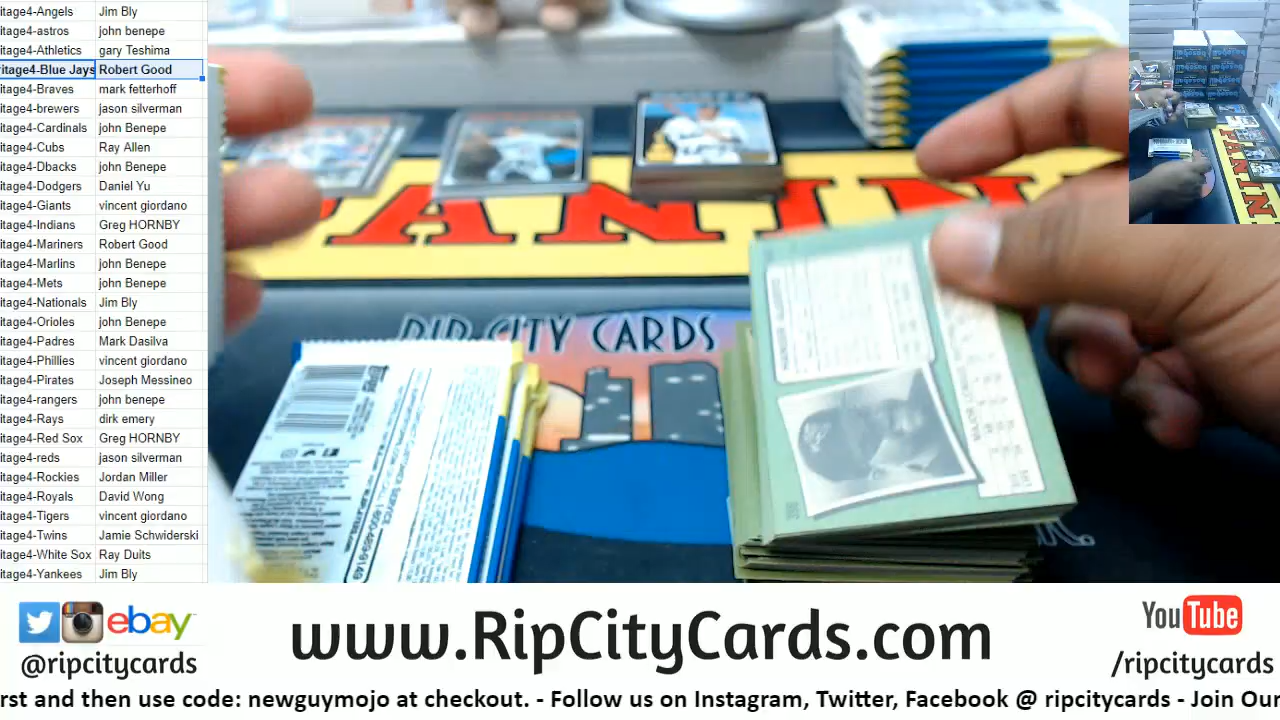 itage4-Angels Jim Bly
itage4-astros john benepe
itage4-Athletics gary Teshima
ritage4-Blue Jays Robert Good
itage4-Braves mark fetterhoff
itage4-brewers jason silverman
itage4-Cardinals john Benepe
itage4-Cubs Ray Allen
itage4-Dbacks john Benepe
itage4-Dodgers Daniel Yu
itage4-Giants vincent giordano
itage4-Indians Greg HORNBY
itage4-Mariners Robert Good
itage4-Marlins john Benepe
itage4-Mets john Benepe
itage4-Nationals Jim Bly
itage4-Orioles john Benepe
itage4-Padres Mark Dasilva
itage4-Phillies vincent giordano
itage4-Pirates Joseph Messineo
itage4-rangers john benepe
itage4-Rays dirk emery
itage4-Red Sox Greg HORNBY
itage4-reds jason silverman
itage4-Rockies Jordan Miller
itage4-Royals David Wong
itage4-Tigers vincent giordano
itage4-Twins Jamie Schwiderski
itage4-White Sox Ray Duits
itage4-Yankees Jim Bly
PANINI
RIP CITY CARDS
PANIN
ebay
@ripcitycards
www.RipCityCards.com
YouTube
/ripcitycards
irst and then use code: newguymojo at checkout. - Follow us on Instagram, Twitter, Facebook @ ripcitycards - Join Our